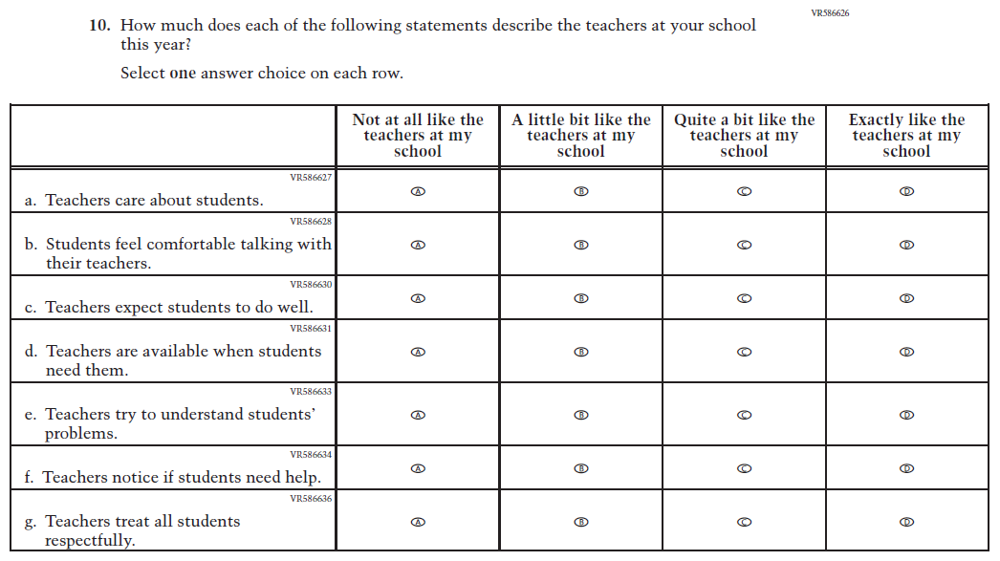 VR586626
10. How much does each of the following statements describe the teachers at your school
this year?
Select one answer choice on each row.
Not at all like the
teachers at my
school
A little bit like the
teachers at my
school
Quite a bit like the
teachers at my
school
Exactly like the
teachers at my
school
VR586627
a. Teachers care about students.
A B C D
VR586628
b. Students feel comfortable talking with
their teachers.
A B C D
VR586630
c. Teachers expect students to do well.
A B C D
VR586631
d. Teachers are available when students
need them.
A B C D
VR586633
e. Teachers try to understand students’
problems.
A B C D
VR586634
f. Teachers notice if students need help.
A B C D
VR586636
g. Teachers treat all students
respectfully.
A B C D